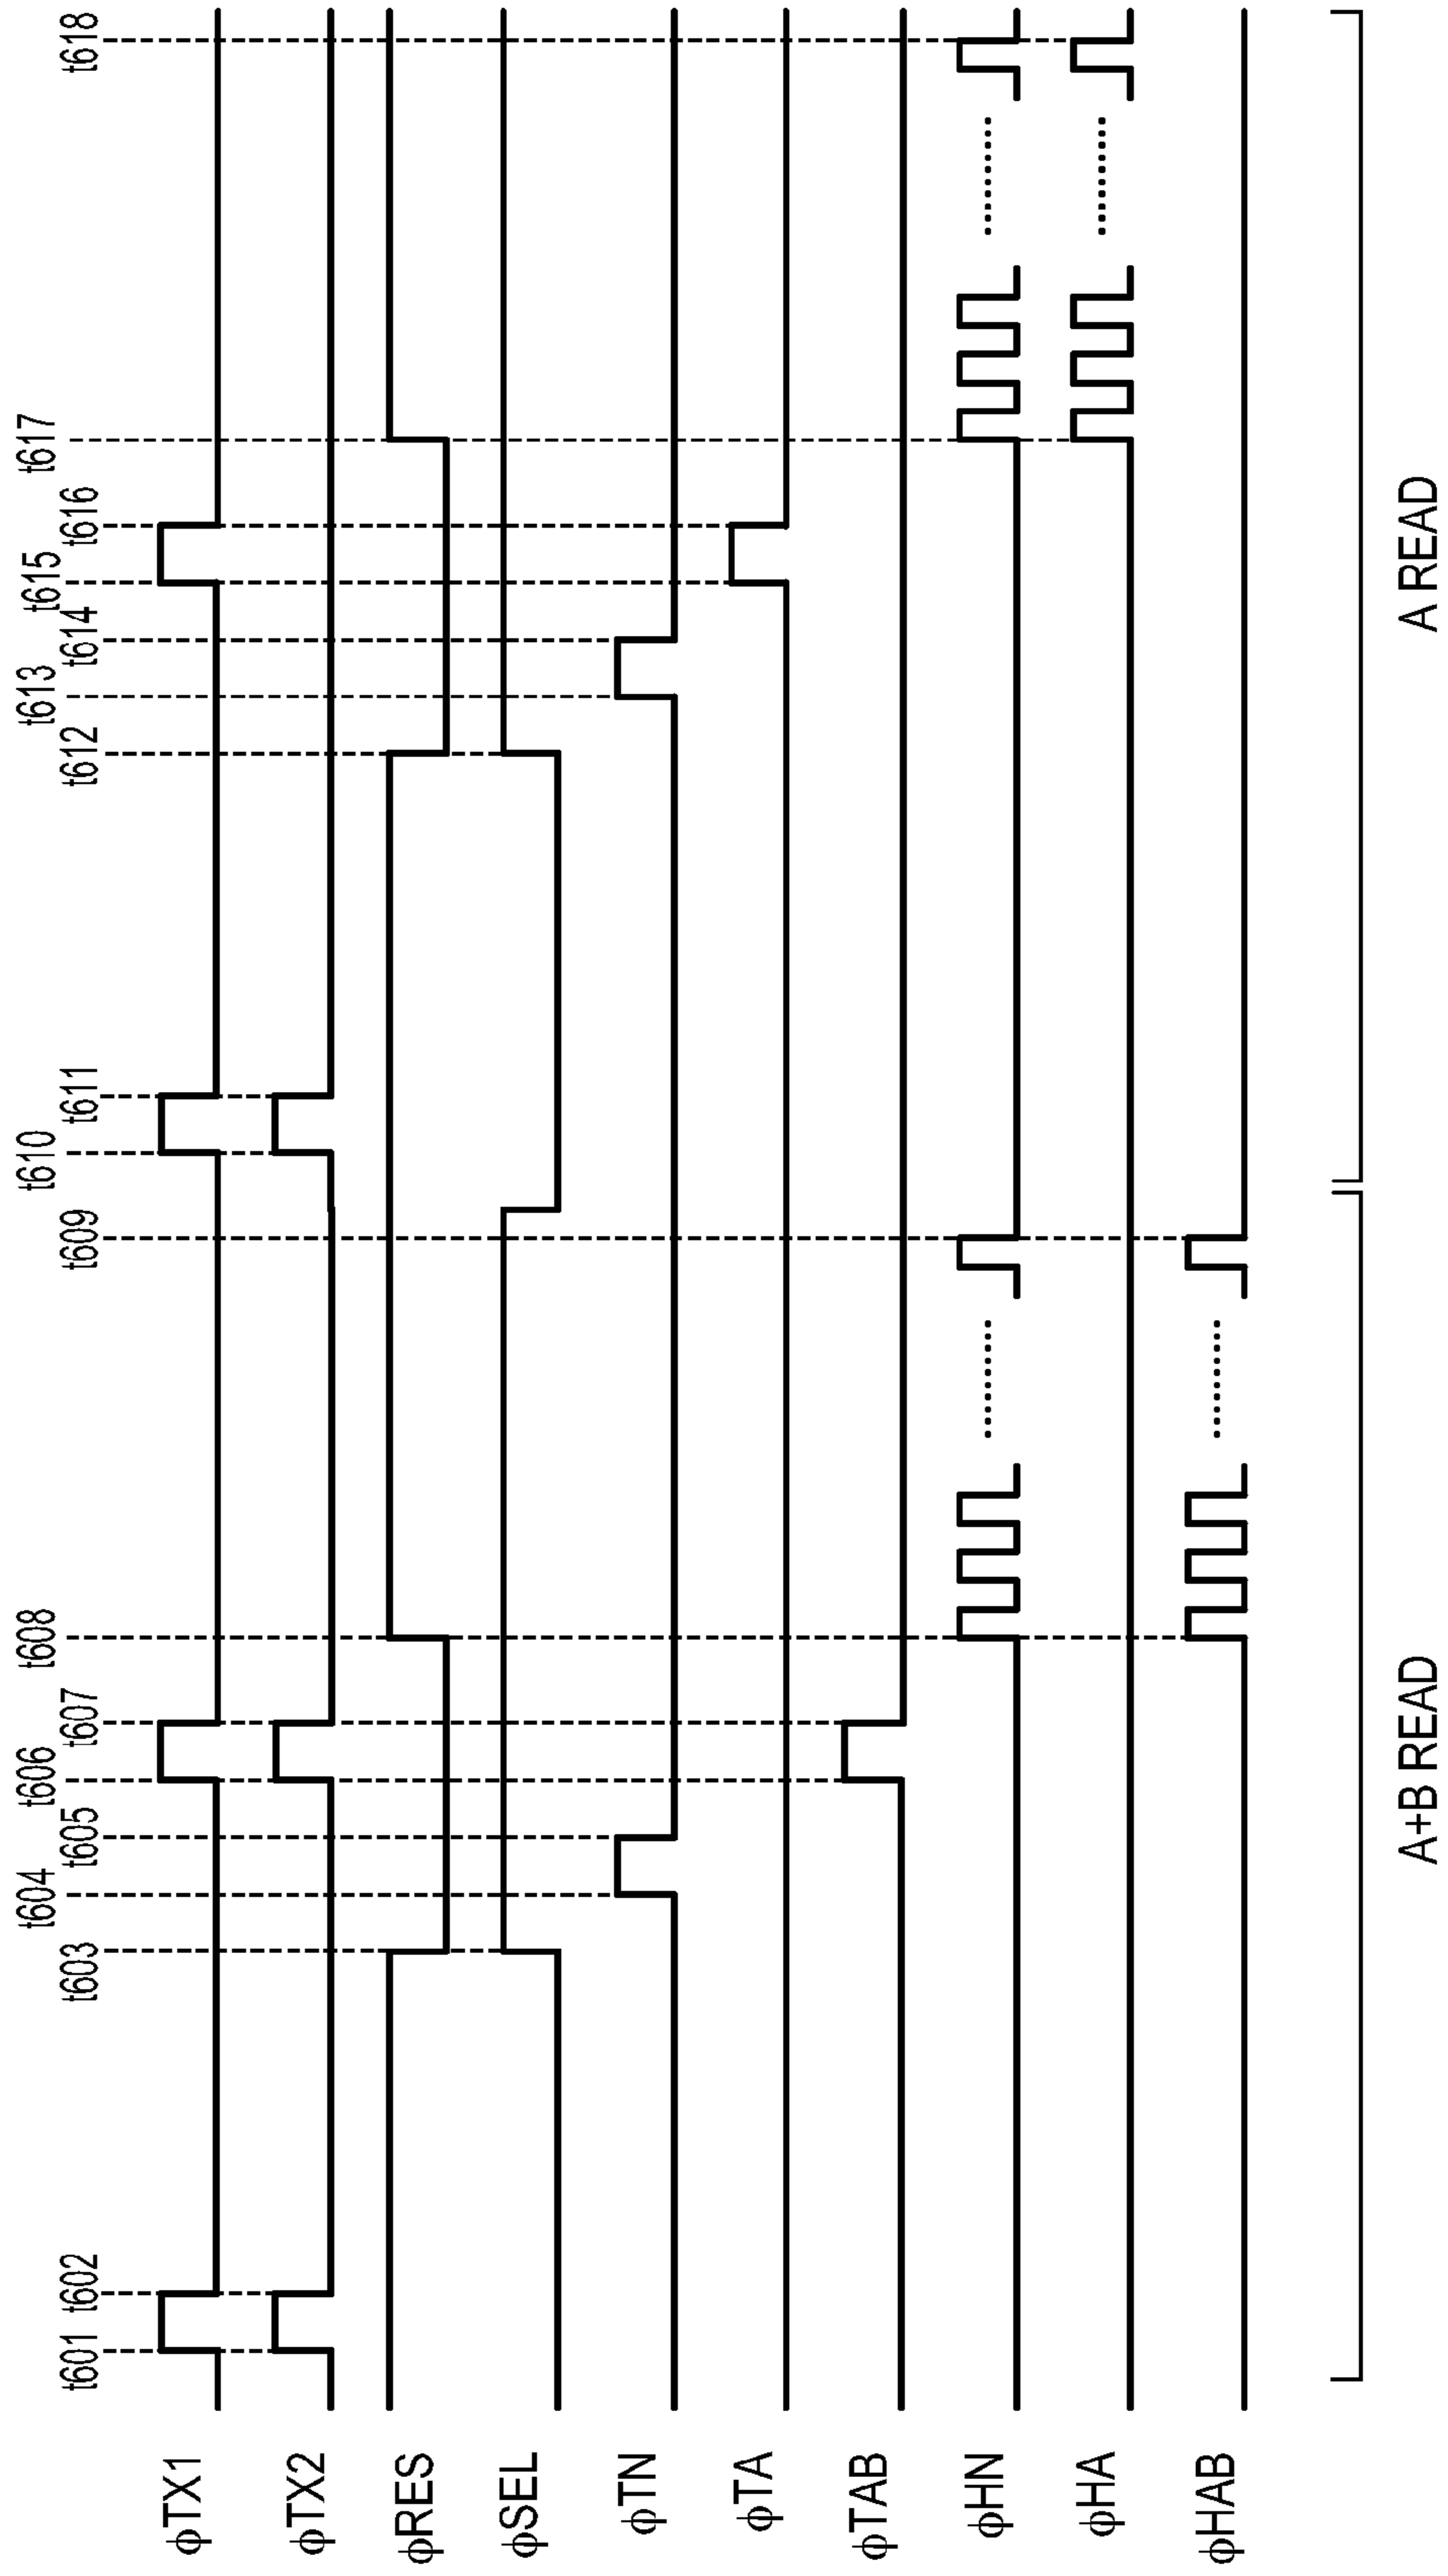 t601 t602 t603 t604 t605 t606 t607 t608 t609 t610 t611 t612 t613 t614 t615 t616 t617 t618
φTX1
φTX2
φRES
φSEL
φTN
φTA
φTAB
φHN
φHA
φHAB
A+B READ A READ